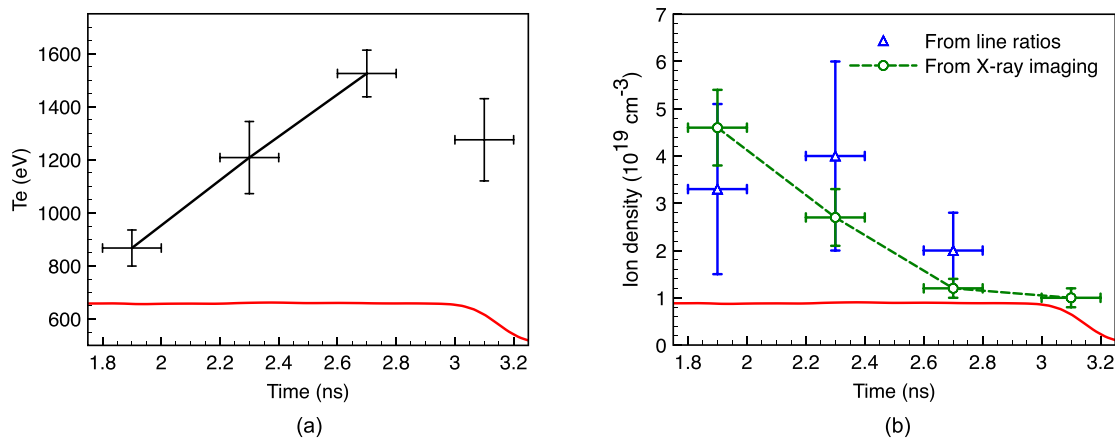 Te (eV)
1600
1400
1200
1000
800
600
1.8 2 2.2 2.4 2.6 2.8 3 3.2
Time (ns)
(a)
Ion density (10^19 cm^-3)
7
6
5
4
3
2
1
0
From line ratios
From X-ray imaging
1.8 2 2.2 2.4 2.6 2.8 3 3.2
Time (ns)
(b)